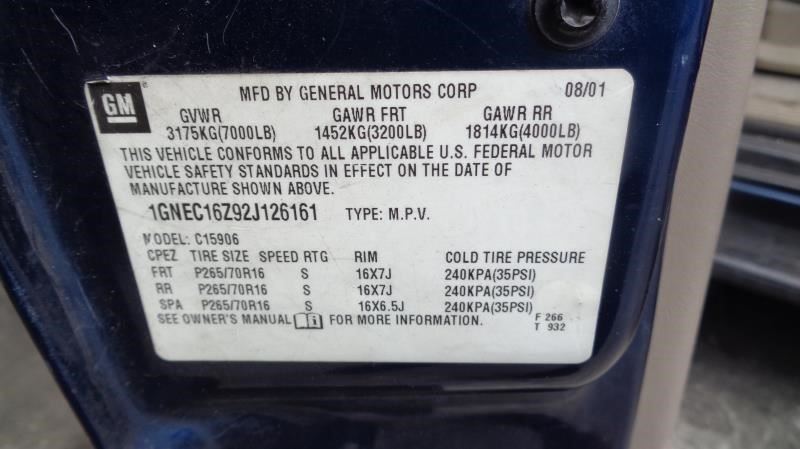 GM
MFD BY GENERAL MOTORS CORP 08/01
GVWR GAWR FRT GAWR RR
3175KG(7000LB) 1452KG(3200LB) 1814KG(4000LB)
THIS VEHICLE CONFORMS TO ALL APPLICABLE U.S. FEDERAL MOTOR
VEHICLE SAFETY STANDARDS IN EFFECT ON THE DATE OF
MANUFACTURE SHOWN ABOVE.
1GNEC16Z92J126161 TYPE: M.P.V.
MODEL: C15906
CPEZ TIRE SIZE SPEED RTG RIM COLD TIRE PRESSURE
FRT P265/70R16 S 16X7J 240KPA(35PSI)
RR P265/70R16 S 16X7J 240KPA(35PSI)
SPA P265/70R16 S 16X6.5J 240KPA(35PSI)
SEE OWNER'S MANUAL FOR MORE INFORMATION. F 266
T 932